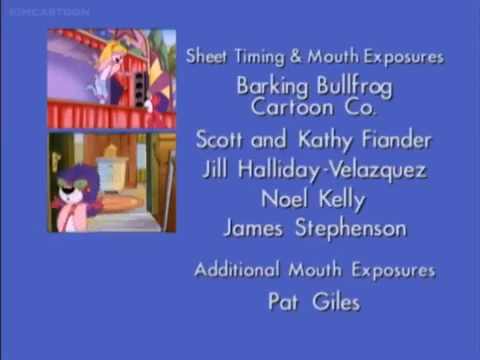 KIMCARTOON
Sheet Timing & Mouth Exposures
Barking Bullfrog
Cartoon Co.
Scott and Kathy Fiander
Jill Halliday-Velazquez
Noel Kelly
James Stephenson
Additional Mouth Exposures
Pat Giles